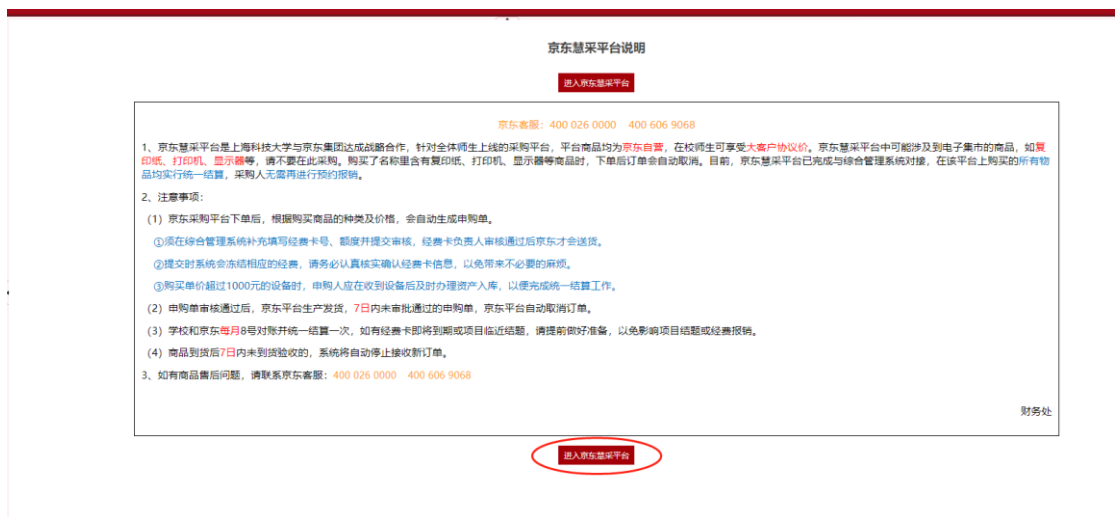 京东慧采平台说明
进入京东慧采平台
京东客服：400 026 0000 400 606 9068
1、京东慧采平台是上海科技大学与京东集团达成战略合作，针对全体师生上线的采购平台，平台商品均为京东自营，在校师生可享受大客户协议价。京东慧采平台中可能涉及到电子集市的商品，如复
印纸、打印机、显示器等，请不要在此采购。购买了名称里含有复印纸、打印机、显示器等商品时，下单后订单会自动取消。目前，京东慧采平台已完成与综合管理系统对接，在该平台上购买的所有物
品均实行统一结算，采购人无需再进行预约报销。
2、注意事项：
（1）京东采购平台下单后，根据购买商品的种类及价格，会自动生成申购单。
①须在综合管理系统补充填写经费卡号、额度并提交审核，经费卡负责人审核通过后京东才会送货。
②提交时系统会冻结相应的经费，请务必认真核实确认经费卡信息，以免带来不必要的麻烦。
③购买单价超过1000元的设备时，申购人应在收到设备后及时办理资产入库，以便完成统一结算工作。
（2）申购单审核通过后，京东平台生产发货，7日内未审批通过的申购单，京东平台自动取消订单。
（3）学校和京东每月8号对账并统一结算一次，如有经费卡即将到期或项目临近结题，请提前做好准备，以免影响项目结题或经费报销。
（4）商品到货后7日内未到货验收的，系统将自动停止接收新订单。
3、如有商品售后问题，请联系京东客服：400 026 0000 400 606 9068
财务处
进入京东慧采平台